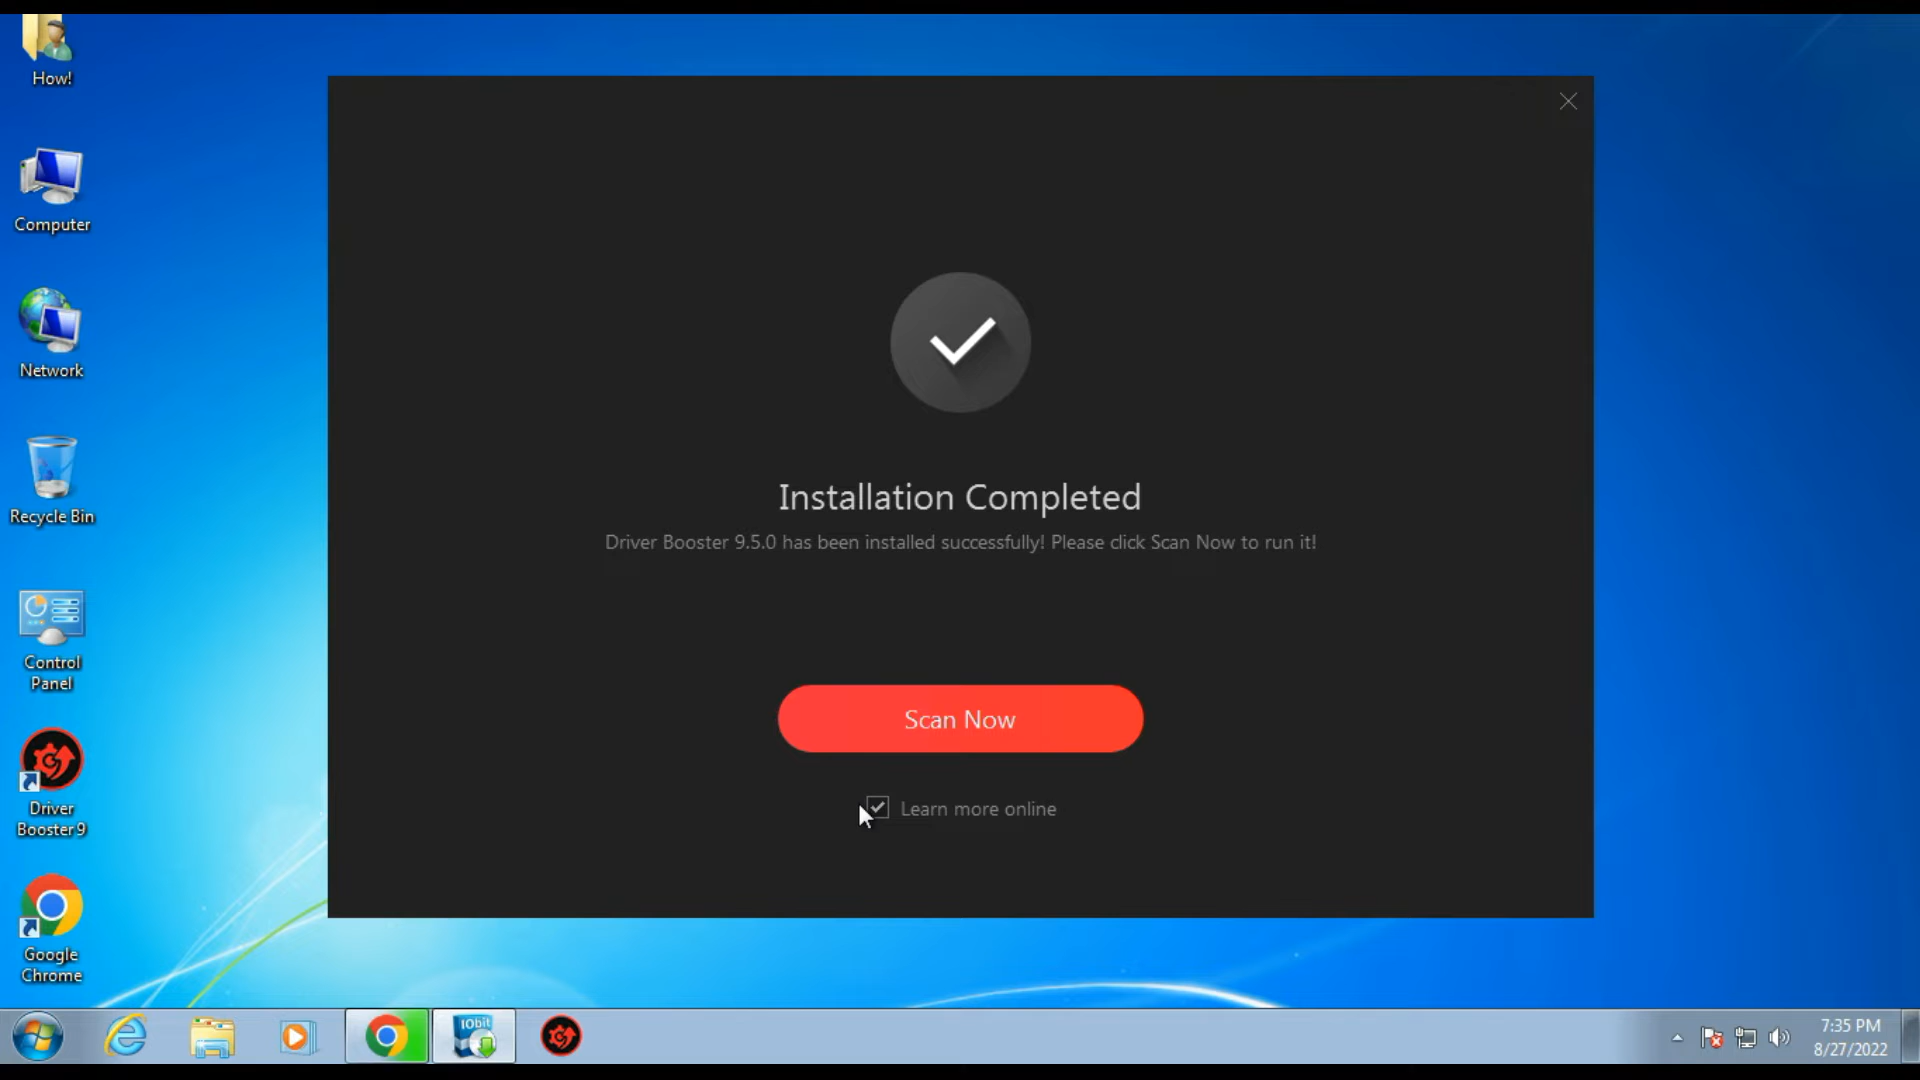 How!
Computer
Network
Recycle Bin
Control
Panel
Driver
Booster 9
Google
Chrome
Installation Completed
Driver Booster 9.5.0 has been installed successfully! Please click Scan Now to run it!
Scan Now
Learn more online
IObit
7:35 PM
8/27/2022